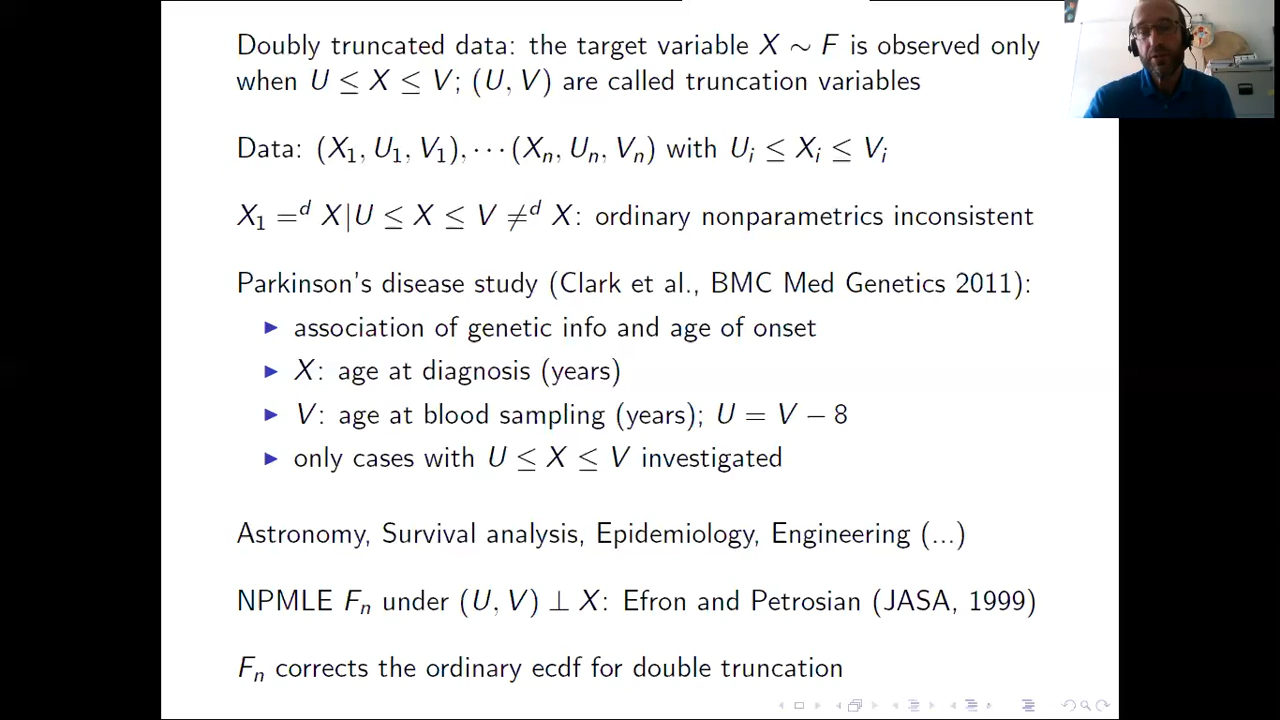 Doubly truncated data: the target variable X ∼ F is observed only
when U ≤ X ≤ V; (U, V) are called truncation variables
Data: (X₁, U₁, V₁), ⋯ (Xₙ, Uₙ, Vₙ) with Uᵢ ≤ Xᵢ ≤ Vᵢ
X₁ =ᵈ X|U ≤ X ≤ V ≠ᵈ X: ordinary nonparametrics inconsistent
Parkinson's disease study (Clark et al., BMC Med Genetics 2011):
▶ association of genetic info and age of onset
▶ X: age at diagnosis (years)
▶ V: age at blood sampling (years); U = V − 8
▶ only cases with U ≤ X ≤ V investigated
Astronomy, Survival analysis, Epidemiology, Engineering (...)
NPMLE Fₙ under (U, V) ⊥ X: Efron and Petrosian (JASA, 1999)
Fₙ corrects the ordinary ecdf for double truncation